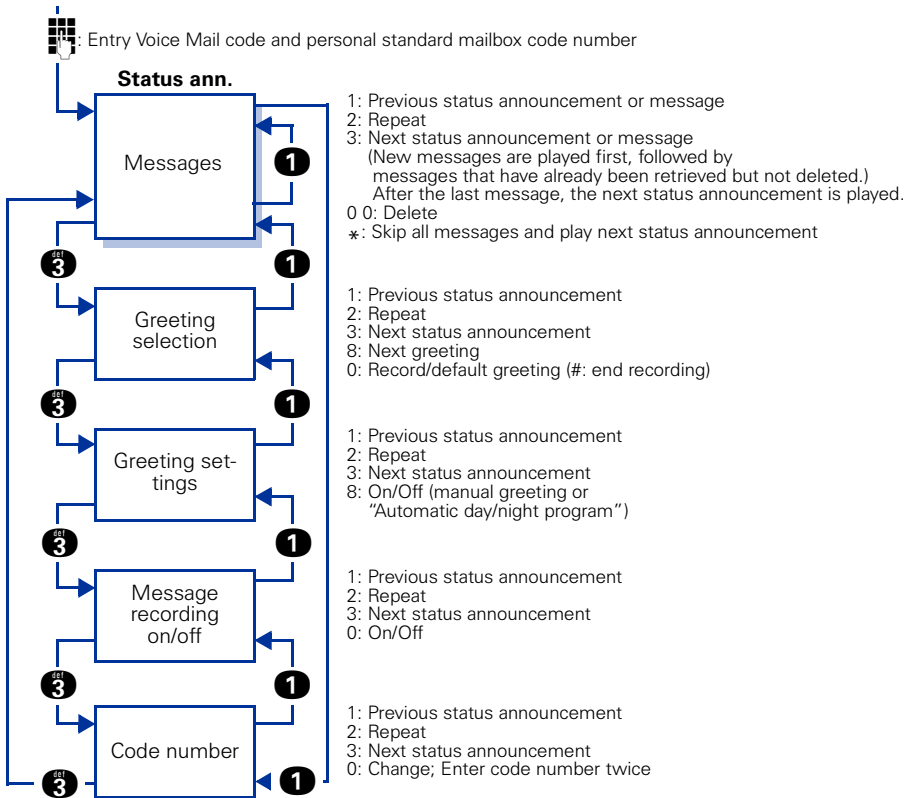 : Entry Voice Mail code and personal standard mailbox code number
Status ann.
Messages
1
1: Previous status announcement or message
2: Repeat
3: Next status announcement or message
(New messages are played first, followed by
messages that have already been retrieved but not deleted.)
After the last message, the next status announcement is played.
0 0: Delete
*: Skip all messages and play next status announcement
def
3
1
Greeting
selection
1: Previous status announcement
2: Repeat
3: Next status announcement
8: Next greeting
0: Record/default greeting (#: end recording)
def
3
1
Greeting set-
tings
1: Previous status announcement
2: Repeat
3: Next status announcement
8: On/Off (manual greeting or
“Automatic day/night program”)
def
3
1
Message
recording
on/off
1: Previous status announcement
2: Repeat
3: Next status announcement
0: On/Off
def
3
1
Code number
1: Previous status announcement
2: Repeat
3: Next status announcement
0: Change; Enter code number twice
def
3
1